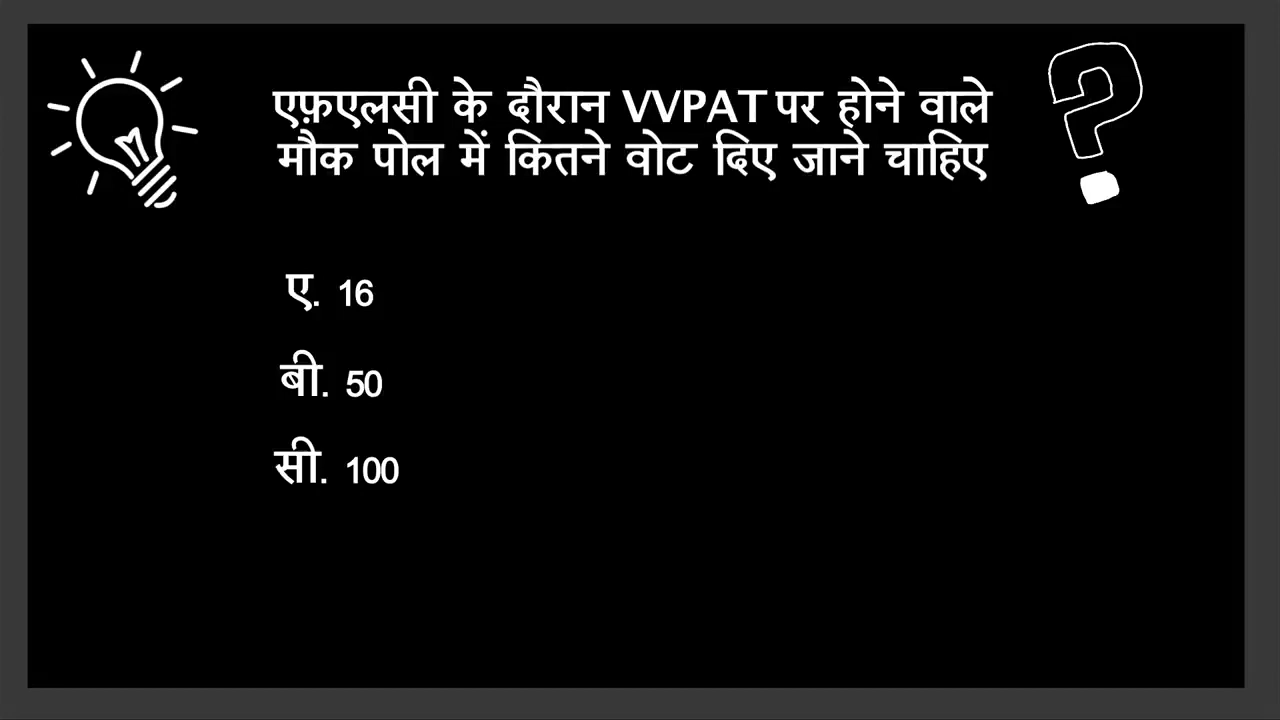 एफ़एलसी के दौरान VVPAT पर होने वाले
मौक पोल में कितने वोट दिए जाने चाहिए
?
ए. 16
बी. 50
सी. 100